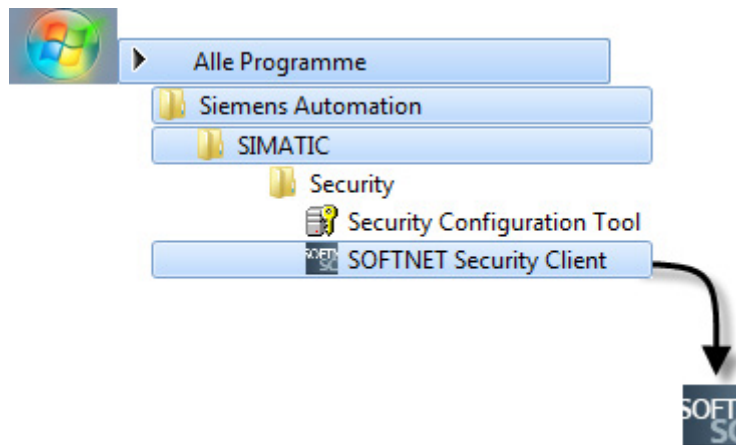 Alle Programme
Siemens Automation
SIMATIC
Security
Security Configuration Tool
SOFTNET Security Client